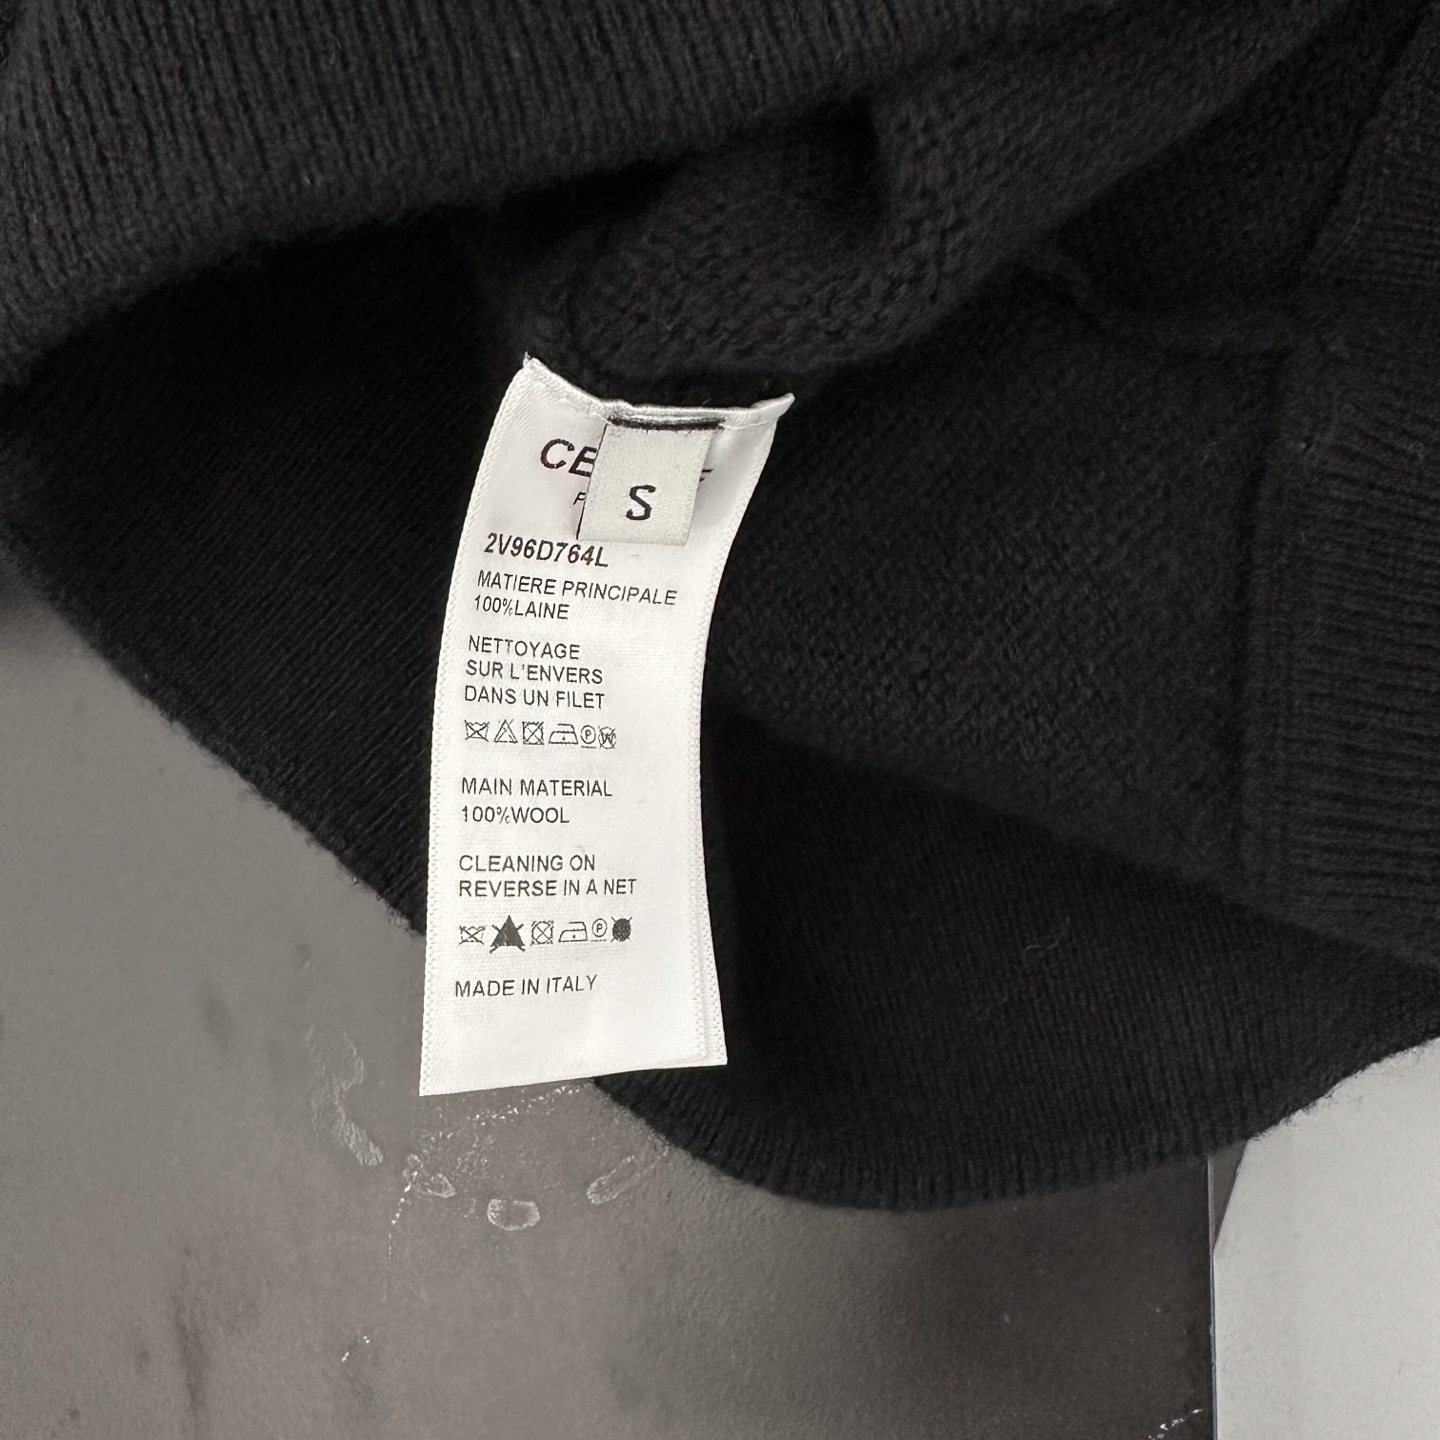 CE
S
2V96D764L
MATIERE PRINCIPALE
100%LAINE
NETTOYAGE
SUR L'ENVERS
DANS UN FILET
P W
MAIN MATERIAL
100%WOOL
CLEANING ON
REVERSE IN A NET
P
MADE IN ITALY